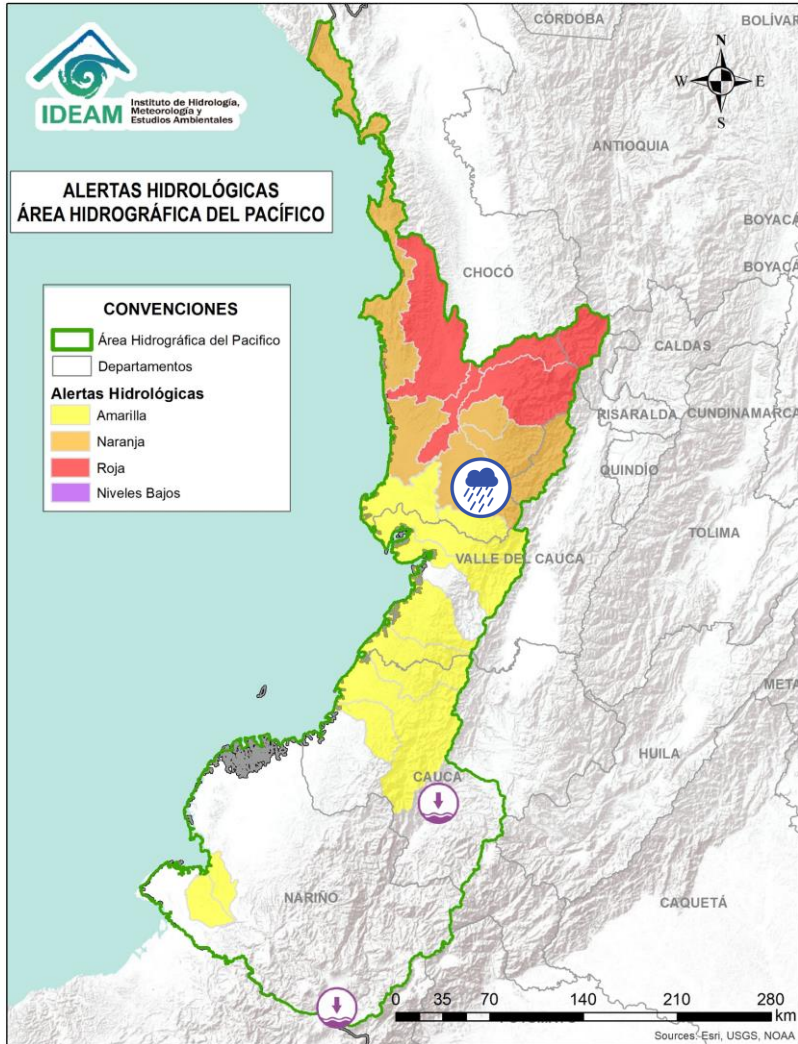 IDEAM
Instituto de Hidrología,
Meteorología y
Estudios Ambientales
CÓRDOBA
BOLÍVAR
N
W
E
S
ANTIOQUIA
ALERTAS HIDROLÓGICAS
ÁREA HIDROGRÁFICA DEL PACÍFICO
BOYACÁ
BOYACÁ
CHOCÓ
CONVENCIONES
Área Hidrográfica del Pacífico
Departamentos
Alertas Hidrológicas
Amarilla
Naranja
Roja
Niveles Bajos
CALDAS
RISARALDA
CUNDINAMARCA
QUINDÍO
TOLIMA
VALLE DEL CAUCA
META
HUILA
CAUCA
NARIÑO
CAQUETÁ
0 35 70 140 210 280
km
Sources: Esri, USGS, NOAA